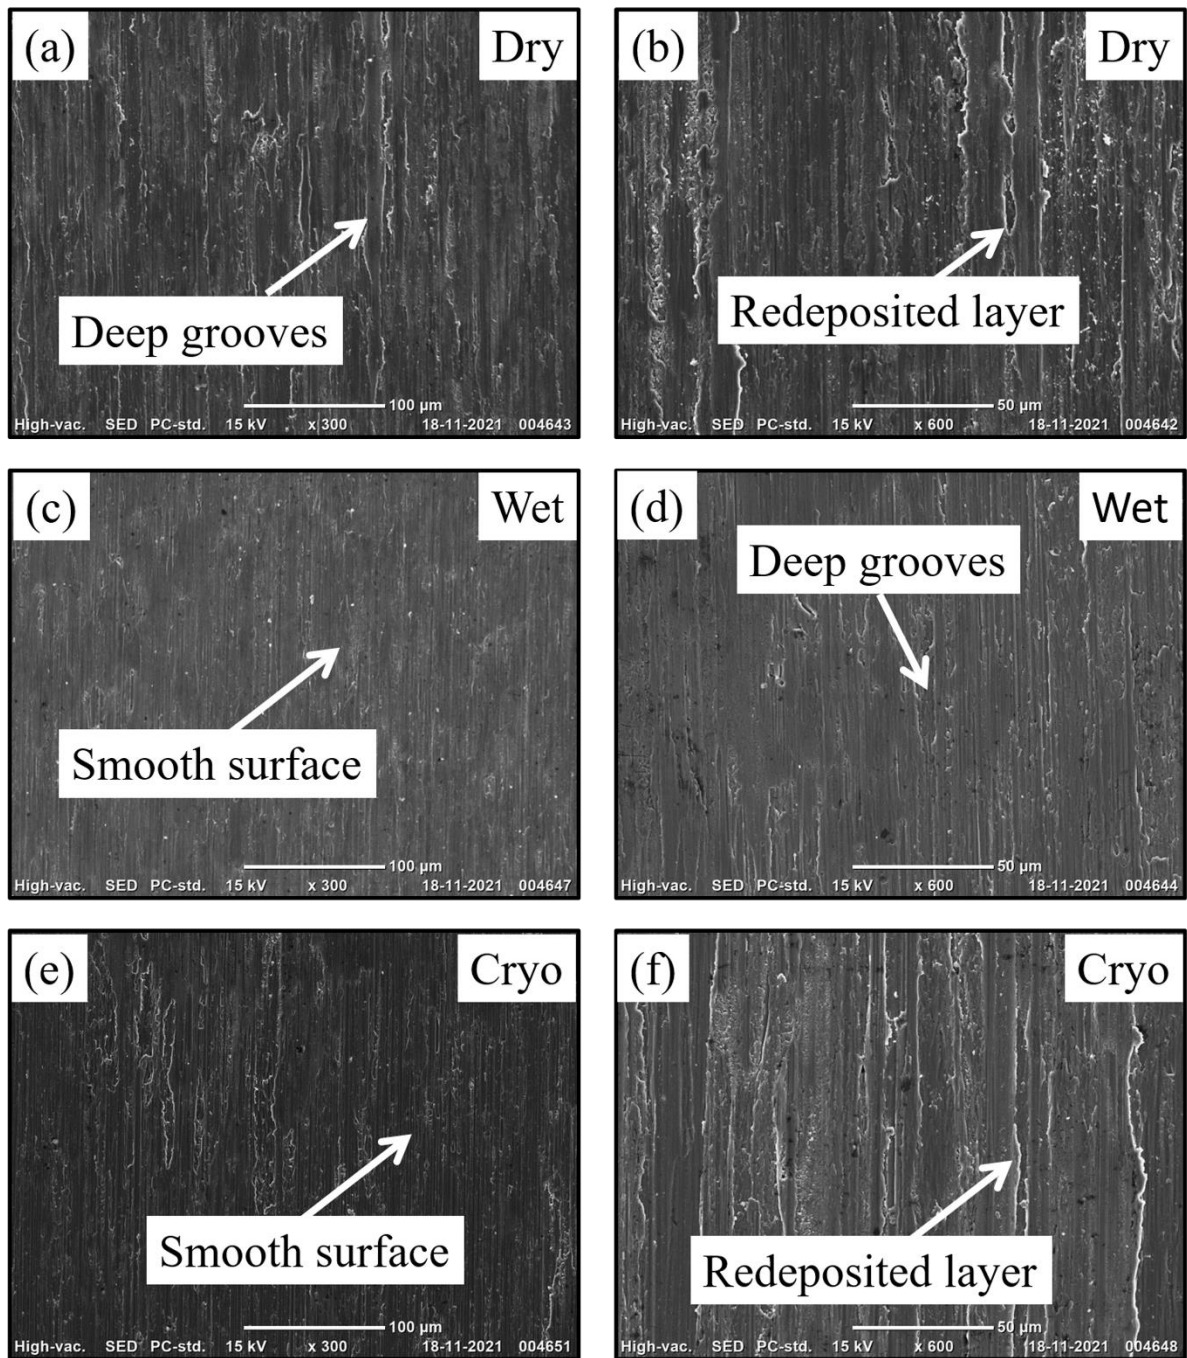 (a) Dry
Deep grooves
100 µm
High-vac. SED PC-std. 15 kV x 300 18-11-2021 004643
(b) Dry
Redeposited layer
50 µm
High-vac. SED PC-std. 15 kV x 600 18-11-2021 004642
(c) Wet
Smooth surface
100 µm
High-vac. SED PC-std. 15 kV x 300 18-11-2021 004647
(d) Wet
Deep grooves
50 µm
High-vac. SED PC-std. 15 kV x 600 18-11-2021 004644
(e) Cryo
Smooth surface
100 µm
High-vac. SED PC-std. 15 kV x 300 18-11-2021 004651
(f) Cryo
Redeposited layer
50 µm
High-vac. SED PC-std. 15 kV x 600 18-11-2021 004648